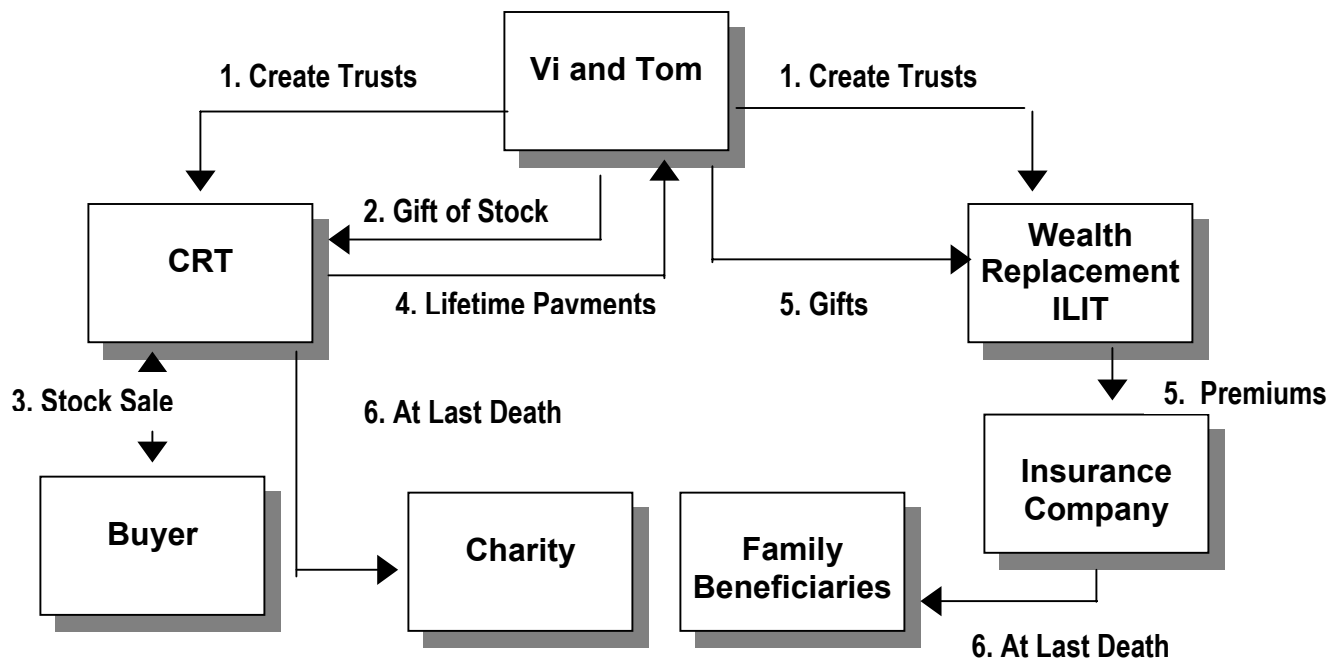 Vi and Tom
1. Create Trusts
1. Create Trusts
2. Gift of Stock
CRT
Wealth
Replacement
ILIT
4. Lifetime Pavments
5. Gifts
3. Stock Sale
6. At Last Death
5. Premiums
Insurance
Company
Buyer
Charity
Family
Beneficiaries
6. At Last Death